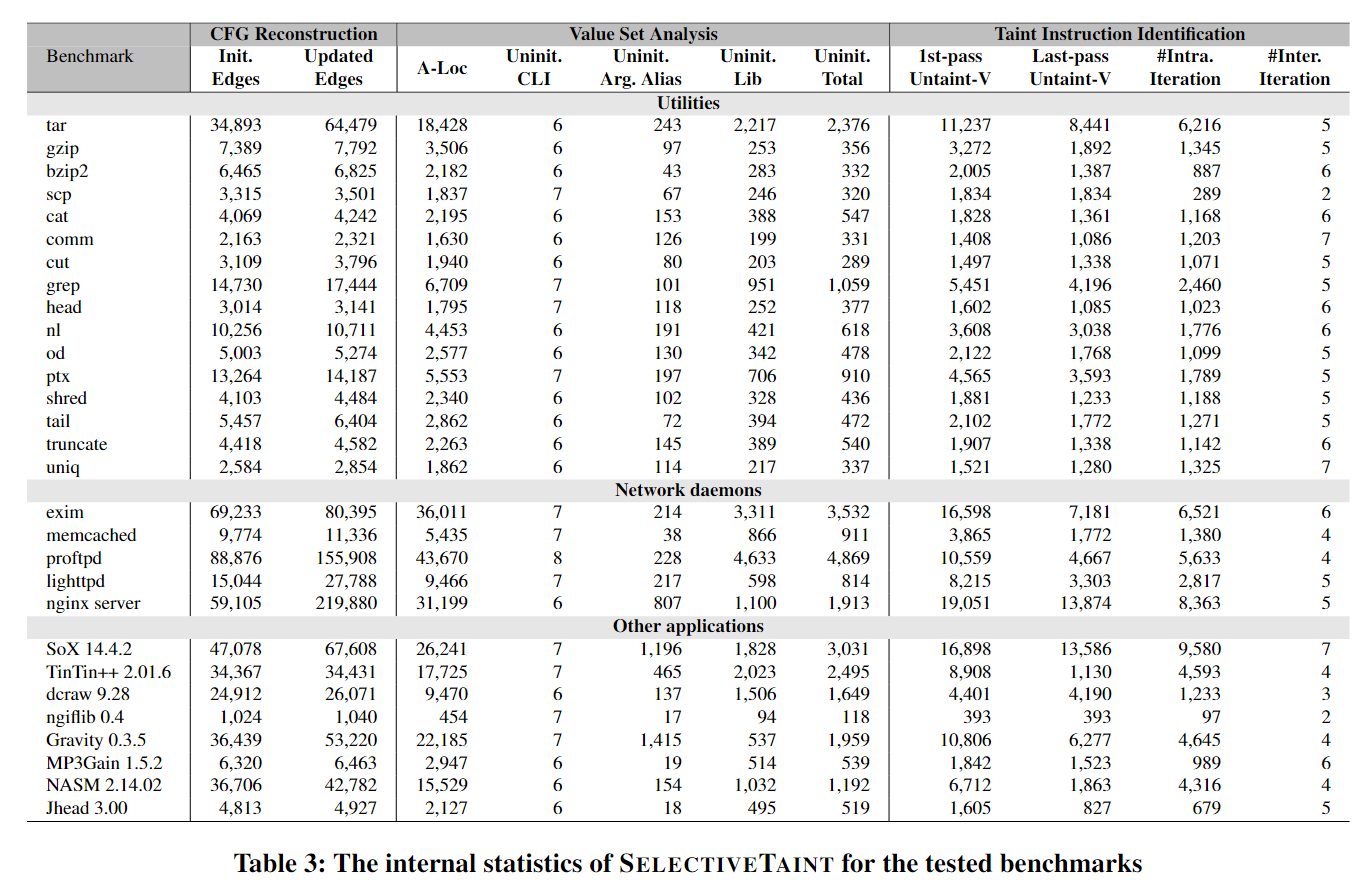 CFG Reconstruction Value Set Analysis Taint Instruction Identification
Benchmark Init. Updated A-Loc Uninit. Uninit. Uninit. Uninit. 1st-pass Last-pass #Intra. #Inter.
Edges Edges CLI Arg. Alias Lib Total Untaint-V Untaint-V Iteration Iteration
Utilities
tar 34,893 64,479 18,428 6 243 2,217 2,376 11,237 8,441 6,216 5
gzip 7,389 7,792 3,506 6 97 253 356 3,272 1,892 1,345 5
bzip2 6,465 6,825 2,182 6 43 283 332 2,005 1,387 887 6
scp 3,315 3,501 1,837 7 67 246 320 1,834 1,834 289 2
cat 4,069 4,242 2,195 6 153 388 547 1,828 1,361 1,168 6
comm 2,163 2,321 1,630 6 126 199 331 1,408 1,086 1,203 7
cut 3,109 3,796 1,940 6 80 203 289 1,497 1,338 1,071 5
grep 14,730 17,444 6,709 7 101 951 1,059 5,451 4,196 2,460 5
head 3,014 3,141 1,795 7 118 252 377 1,602 1,085 1,023 6
nl 10,256 10,711 4,453 6 191 421 618 3,608 3,038 1,776 6
od 5,003 5,274 2,577 6 130 342 478 2,122 1,768 1,099 5
ptx 13,264 14,187 5,553 7 197 706 910 4,565 3,593 1,789 5
shred 4,103 4,484 2,340 6 102 328 436 1,881 1,233 1,188 5
tail 5,457 6,404 2,862 6 72 394 472 2,102 1,772 1,271 5
truncate 4,418 4,582 2,263 6 145 389 540 1,907 1,338 1,142 6
uniq 2,584 2,854 1,862 6 114 217 337 1,521 1,280 1,325 7
Network daemons
exim 69,233 80,395 36,011 7 214 3,311 3,532 16,598 7,181 6,521 6
memcached 9,774 11,336 5,435 7 38 866 911 3,865 1,772 1,380 4
proftpd 88,876 155,908 43,670 8 228 4,633 4,869 10,559 4,667 5,633 4
lighttpd 15,044 27,788 9,466 7 217 598 814 8,215 3,303 2,817 5
nginx server 59,105 219,880 31,199 6 807 1,100 1,913 19,051 13,874 8,363 5
Other applications
SoX 14.4.2 47,078 67,608 26,241 7 1,196 1,828 3,031 16,898 13,586 9,580 7
TinTin++ 2.01.6 34,367 34,431 17,725 7 465 2,023 2,495 8,908 1,130 4,593 4
dcraw 9.28 24,912 26,071 9,470 6 137 1,506 1,649 4,401 4,190 1,233 3
ngiflib 0.4 1,024 1,040 454 7 17 94 118 393 393 97 2
Gravity 0.3.5 36,439 53,220 22,185 7 1,415 537 1,959 10,806 6,277 4,645 4
MP3Gain 1.5.2 6,320 6,463 2,947 6 19 514 539 1,842 1,523 989 6
NASM 2.14.02 36,706 42,782 15,529 6 154 1,032 1,192 6,712 1,863 4,316 4
Jhead 3.00 4,813 4,927 2,127 6 18 495 519 1,605 827 679 5
Table 3: The internal statistics of SELECTIVETAINT for the tested benchmarks